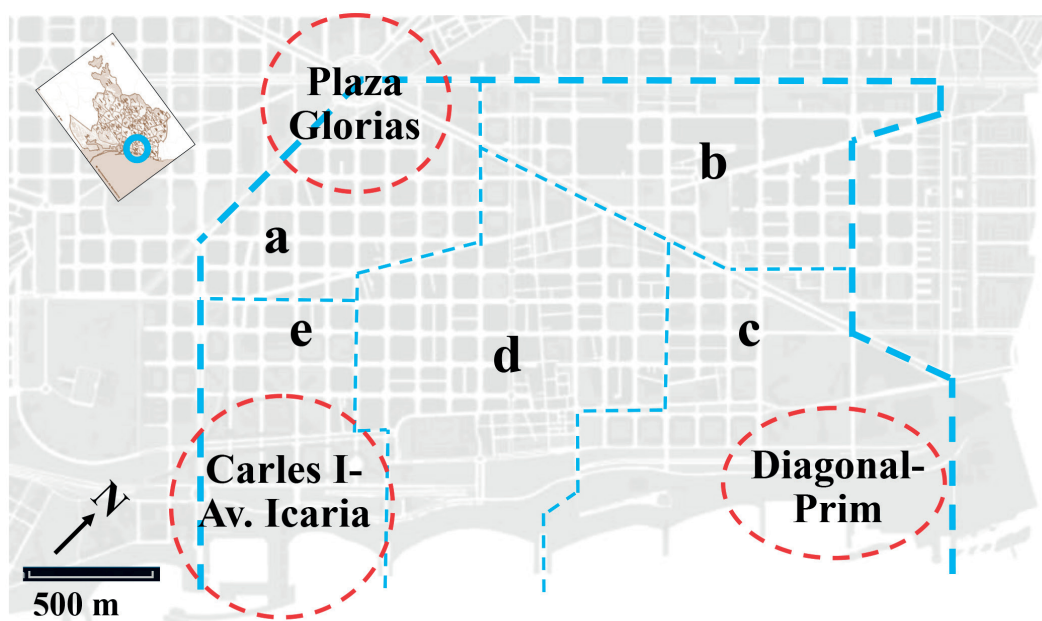 Plaza
Glorias
b
a
e
d
c
Carles I-
Av. Icaria
Diagonal-
Prim
N
500 m